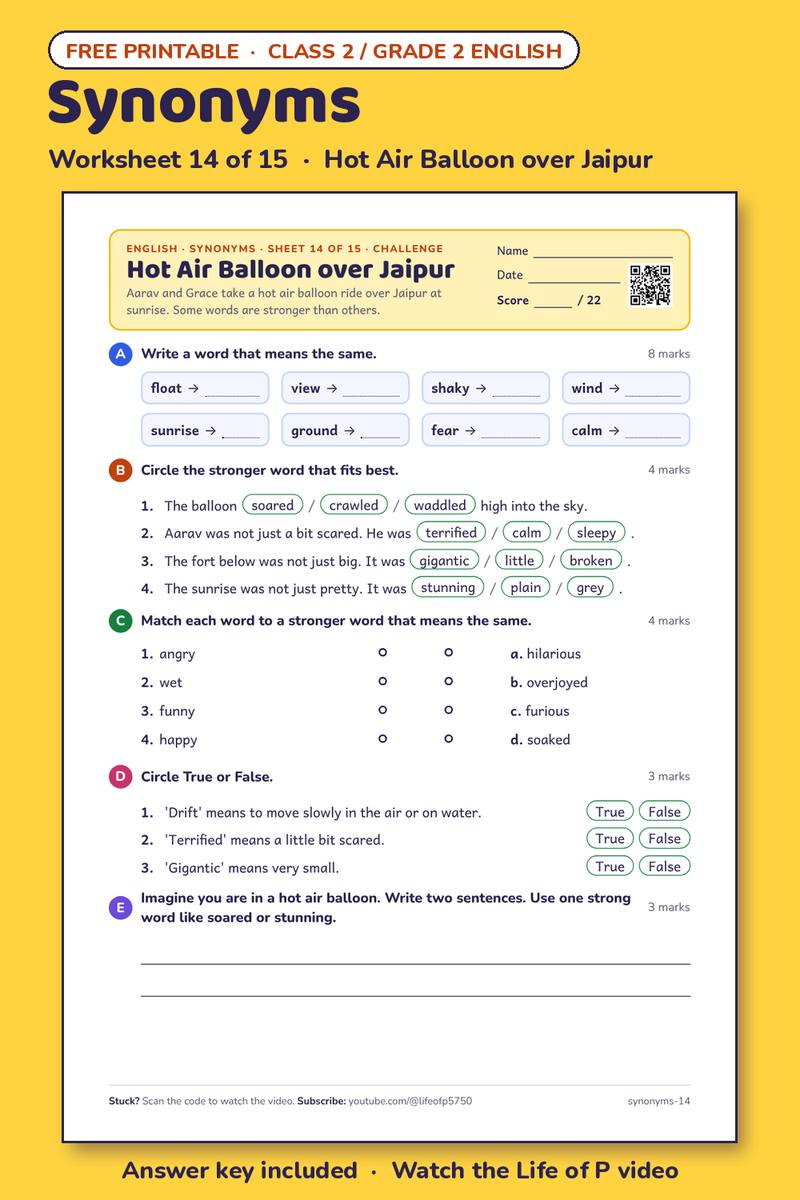 FREE PRINTABLE · CLASS 2 / GRADE 2 ENGLISH
Synonyms
Worksheet 14 of 15 · Hot Air Balloon over Jaipur
ENGLISH · SYNONYMS · SHEET 14 OF 15 · CHALLENGE
Hot Air Balloon over Jaipur
Aarav and Grace take a hot air balloon ride over Jaipur at
sunrise. Some words are stronger than others.
Name
Date
Score / 22
A Write a word that means the same. 8 marks
float → view → shaky → wind →
sunrise → ground → fear → calm →
B Circle the stronger word that fits best. 4 marks
1. The balloon soared / crawled / waddled high into the sky.
2. Aarav was not just a bit scared. He was terrified / calm / sleepy .
3. The fort below was not just big. It was gigantic / little / broken .
4. The sunrise was not just pretty. It was stunning / plain / grey .
C Match each word to a stronger word that means the same. 4 marks
1. angry a. hilarious
2. wet b. overjoyed
3. funny c. furious
4. happy d. soaked
D Circle True or False. 3 marks
1. 'Drift' means to move slowly in the air or on water. True False
2. 'Terrified' means a little bit scared. True False
3. 'Gigantic' means very small. True False
E Imagine you are in a hot air balloon. Write two sentences. Use one strong
word like soared or stunning. 3 marks
Stuck? Scan the code to watch the video. Subscribe: youtube.com/@lifeofp5750 synonyms-14
Answer key included · Watch the Life of P video